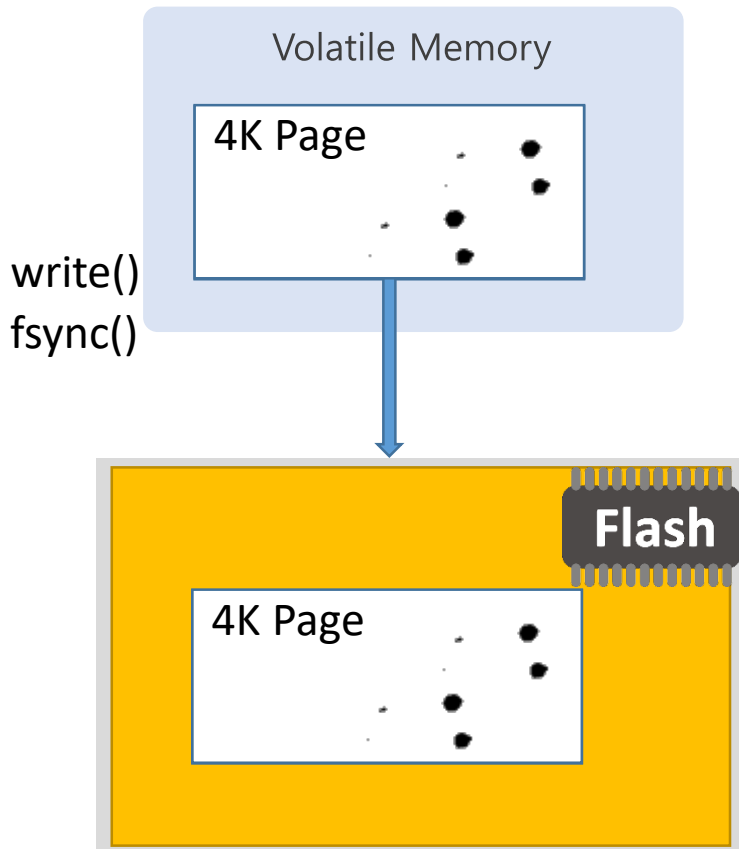 Volatile Memory
4K Page
write()
fsync()
Flash
4K Page